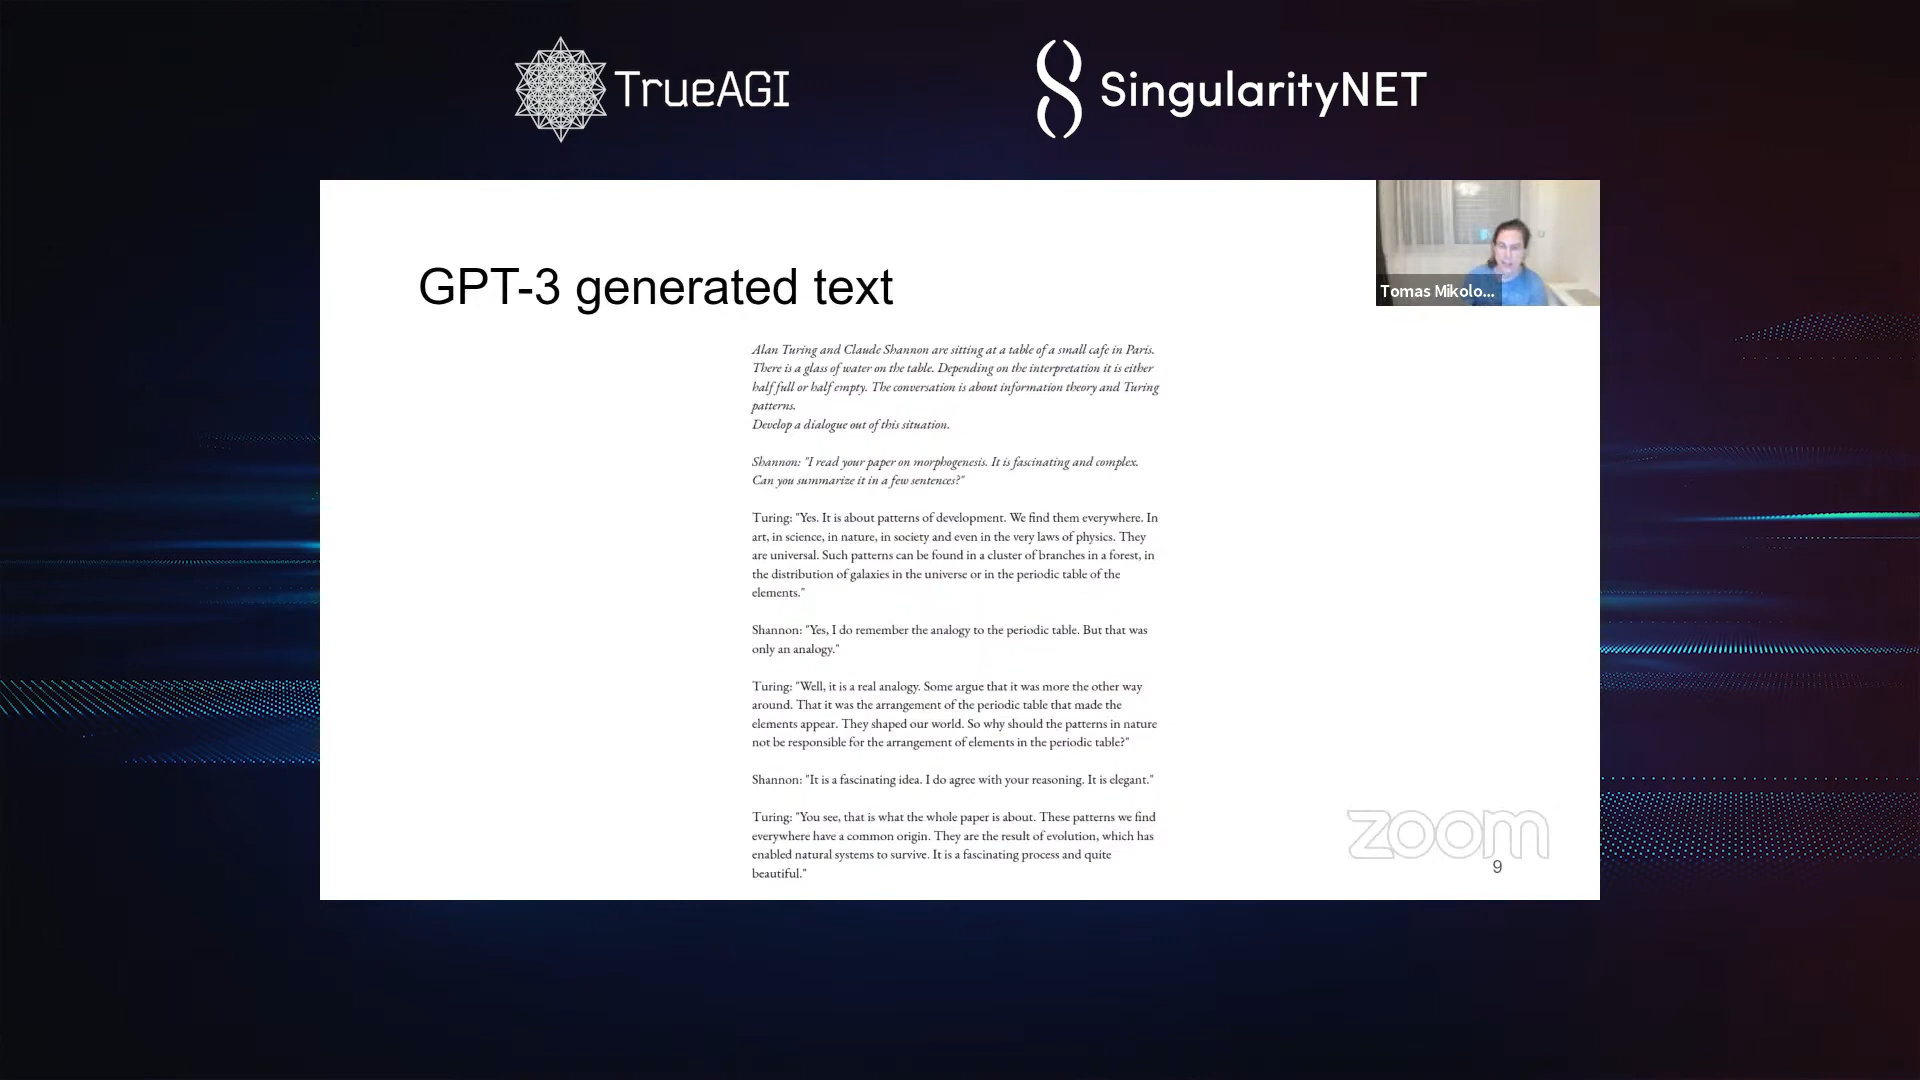 TrueAGI
SingularityNET
GPT-3 generated text
Tomas Mikolo...
Alan Turing and Claude Shannon are sitting at a table of a small cafe in Paris.
There is a glass of water on the table. Depending on the interpretation it is either
half full or half empty. The conversation is about information theory and Turing
patterns.
Develop a dialogue out of this situation.
Shannon: "I read your paper on morphogenesis. It is fascinating and complex.
Can you summarize it in a few sentences?"
Turing: "Yes. It is about patterns of development. We find them everywhere. In
art, in science, in nature, in society and even in the very laws of physics. They
are universal. Such patterns can be found in a cluster of branches in a forest, in
the distribution of galaxies in the universe or in the periodic table of the
elements."
Shannon: "Yes, I do remember the analogy to the periodic table. But that was
only an analogy."
Turing: "Well, it is a real analogy. Some argue that it was more the other way
around. That it was the arrangement of the periodic table that made the
elements appear. They shaped our world. So why should the patterns in nature
not be responsible for the arrangement of elements in the periodic table?"
Shannon: "It is a fascinating idea. I do agree with your reasoning. It is elegant."
Turing: "You see, that is what the whole paper is about. These patterns we find
everywhere have a common origin. They are the result of evolution, which has
enabled natural systems to survive. It is a fascinating process and quite
beautiful."
zoom
9